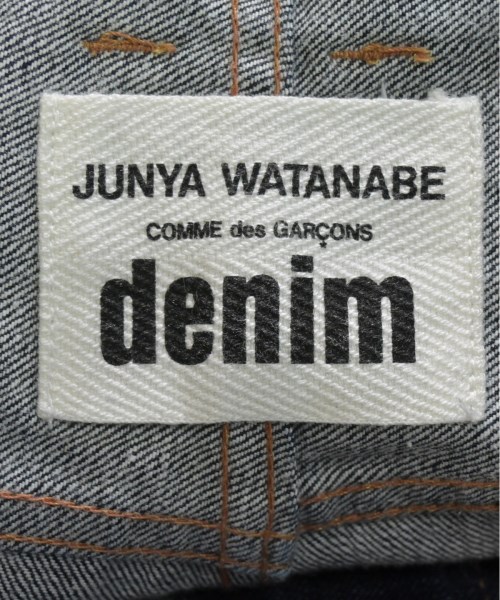 JUNYA WATANABE
COMME des GARÇONS
denim